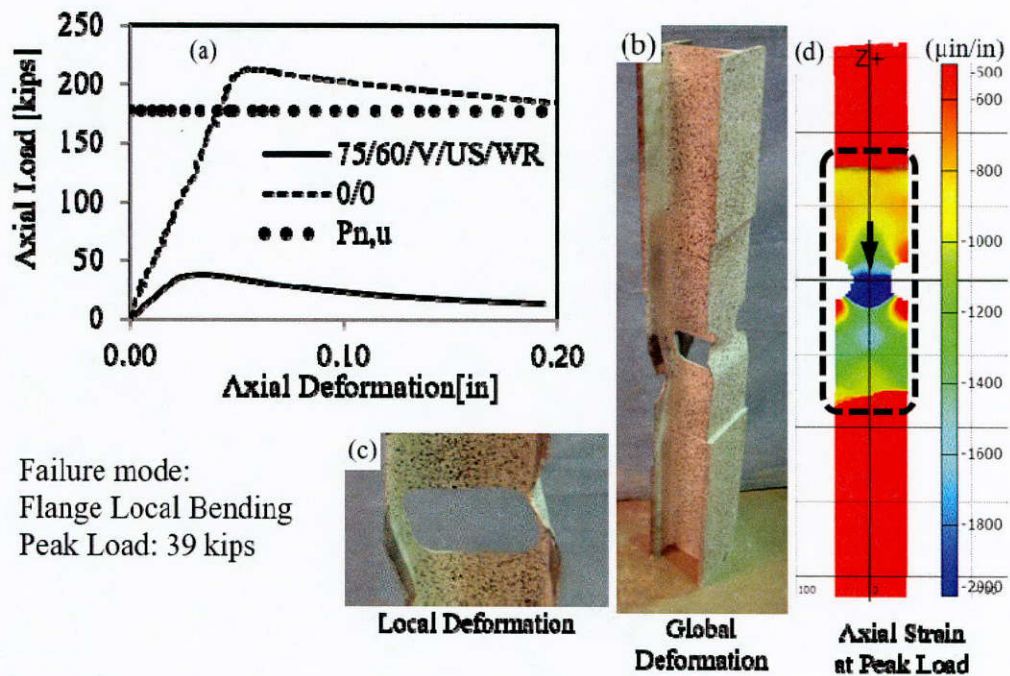 (a)
Axial Load [kips]
250
200
150
100
50
0
75/60/V/US/WR
0/0
Pn,u
0.00
0.10
0.20
Axial Deformation[in]
Failure mode:
Flange Local Bending
Peak Load: 39 kips
(c)
Local Deformation
(b)
Global
Deformation
(d)
(µin/in)
Z+
-500
-600
-800
-1000
-1200
-1400
-1600
-1800
100
0
Axial Strain
at Peak Load